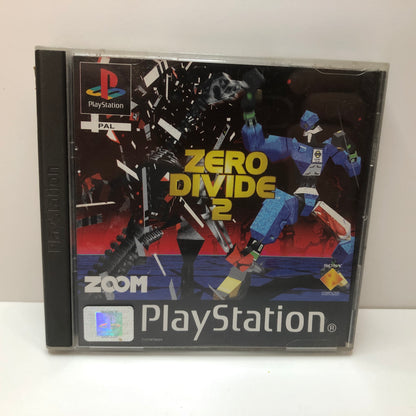 PlayStation
PAL
PlayStation
ZERO
DIVIDE
2
ZOOM
PlayStation®